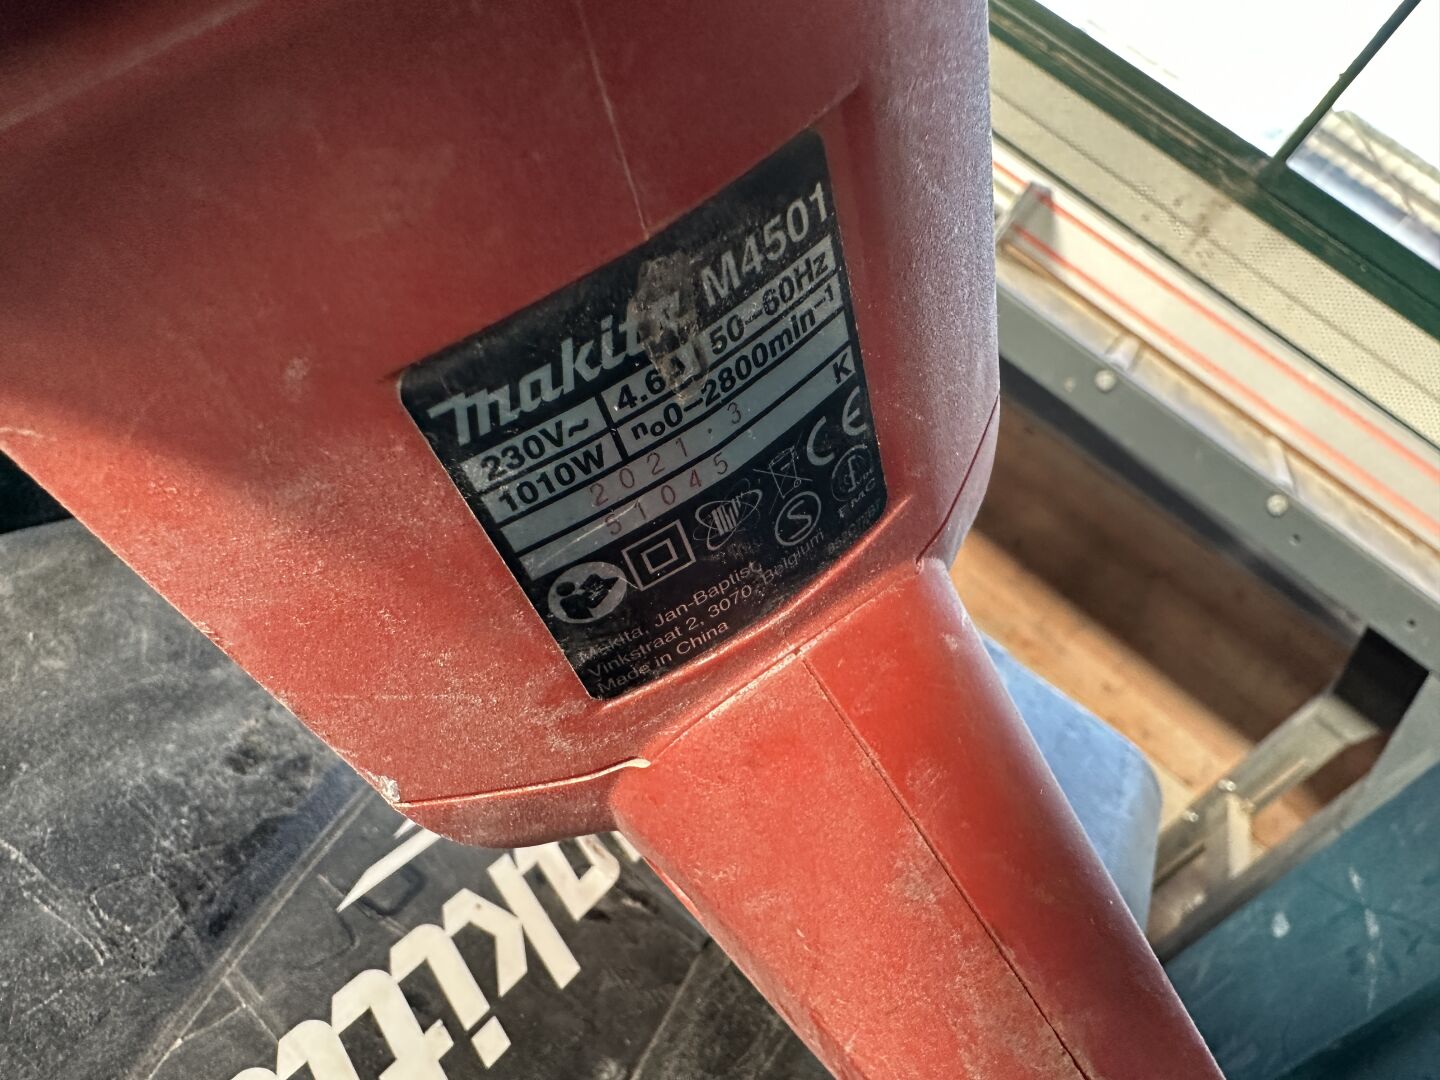 makita M4501
230V~ 4.6A 50–60Hz
1010W n₀0–2800min⁻¹
2021.3 K
51045
CE
S
EMC
Makita, Jan-Baptist
Vinkstraat 2, 3070, Belgium
Made in China
makita